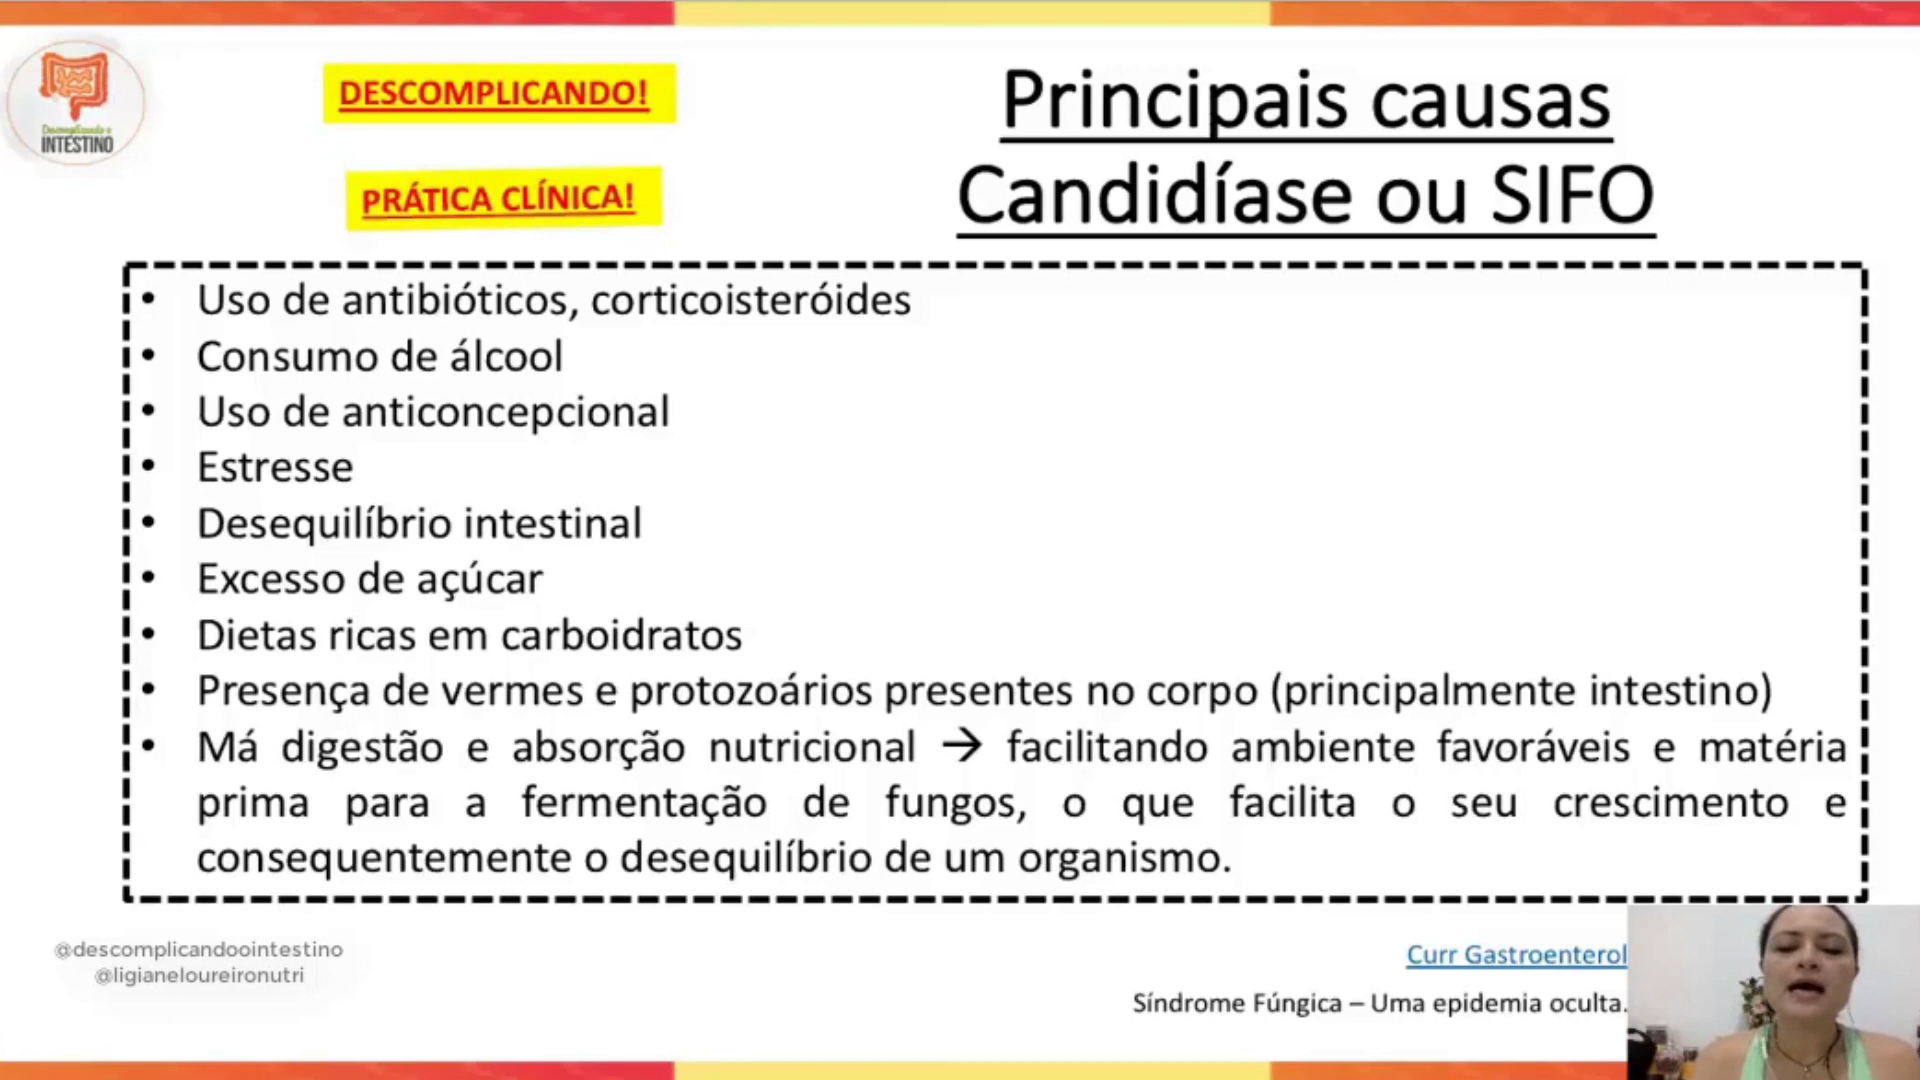 Descomplicando o
INTESTINO
DESCOMPLICANDO!
PRÁTICA CLÍNICA!
Principais causas
Candidíase ou SIFO
• Uso de antibióticos, corticoisteróides
• Consumo de álcool
• Uso de anticoncepcional
• Estresse
• Desequilíbrio intestinal
• Excesso de açúcar
• Dietas ricas em carboidratos
• Presença de vermes e protozoários presentes no corpo (principalmente intestino)
• Má digestão e absorção nutricional → facilitando ambiente favoráveis e matéria
prima para a fermentação de fungos, o que facilita o seu crescimento e
consequentemente o desequilíbrio de um organismo.
@descomplicandoointestino
@ligianeloureironutri
Curr Gastroenterol
Síndrome Fúngica – Uma epidemia oculta.